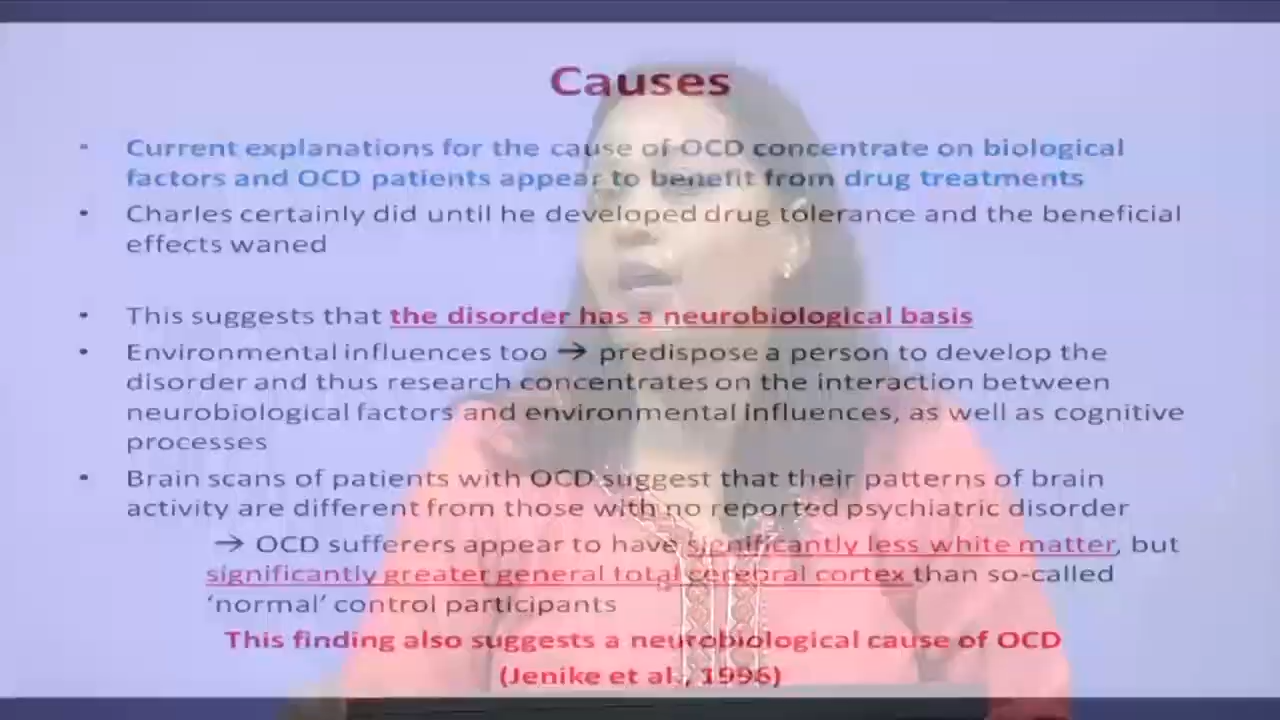 Causes
• Current explanations for the cause of OCD concentrate on biological
factors and OCD patients appear to benefit from drug treatments
• Charles certainly did until he developed drug tolerance and the beneficial
effects waned
• This suggests that the disorder has a neurobiological basis
• Environmental influences too → predispose a person to develop the
disorder and thus research concentrates on the interaction between
neurobiological factors and environmental influences, as well as cognitive
processes
• Brain scans of patients with OCD suggest that their patterns of brain
activity are different from those with no reported psychiatric disorder
→ OCD sufferers appear to have significantly less white matter, but
significantly greater general total cerebral cortex than so-called
‘normal’ control participants
This finding also suggests a neurobiological cause of OCD
(Jenike et al., 1996)